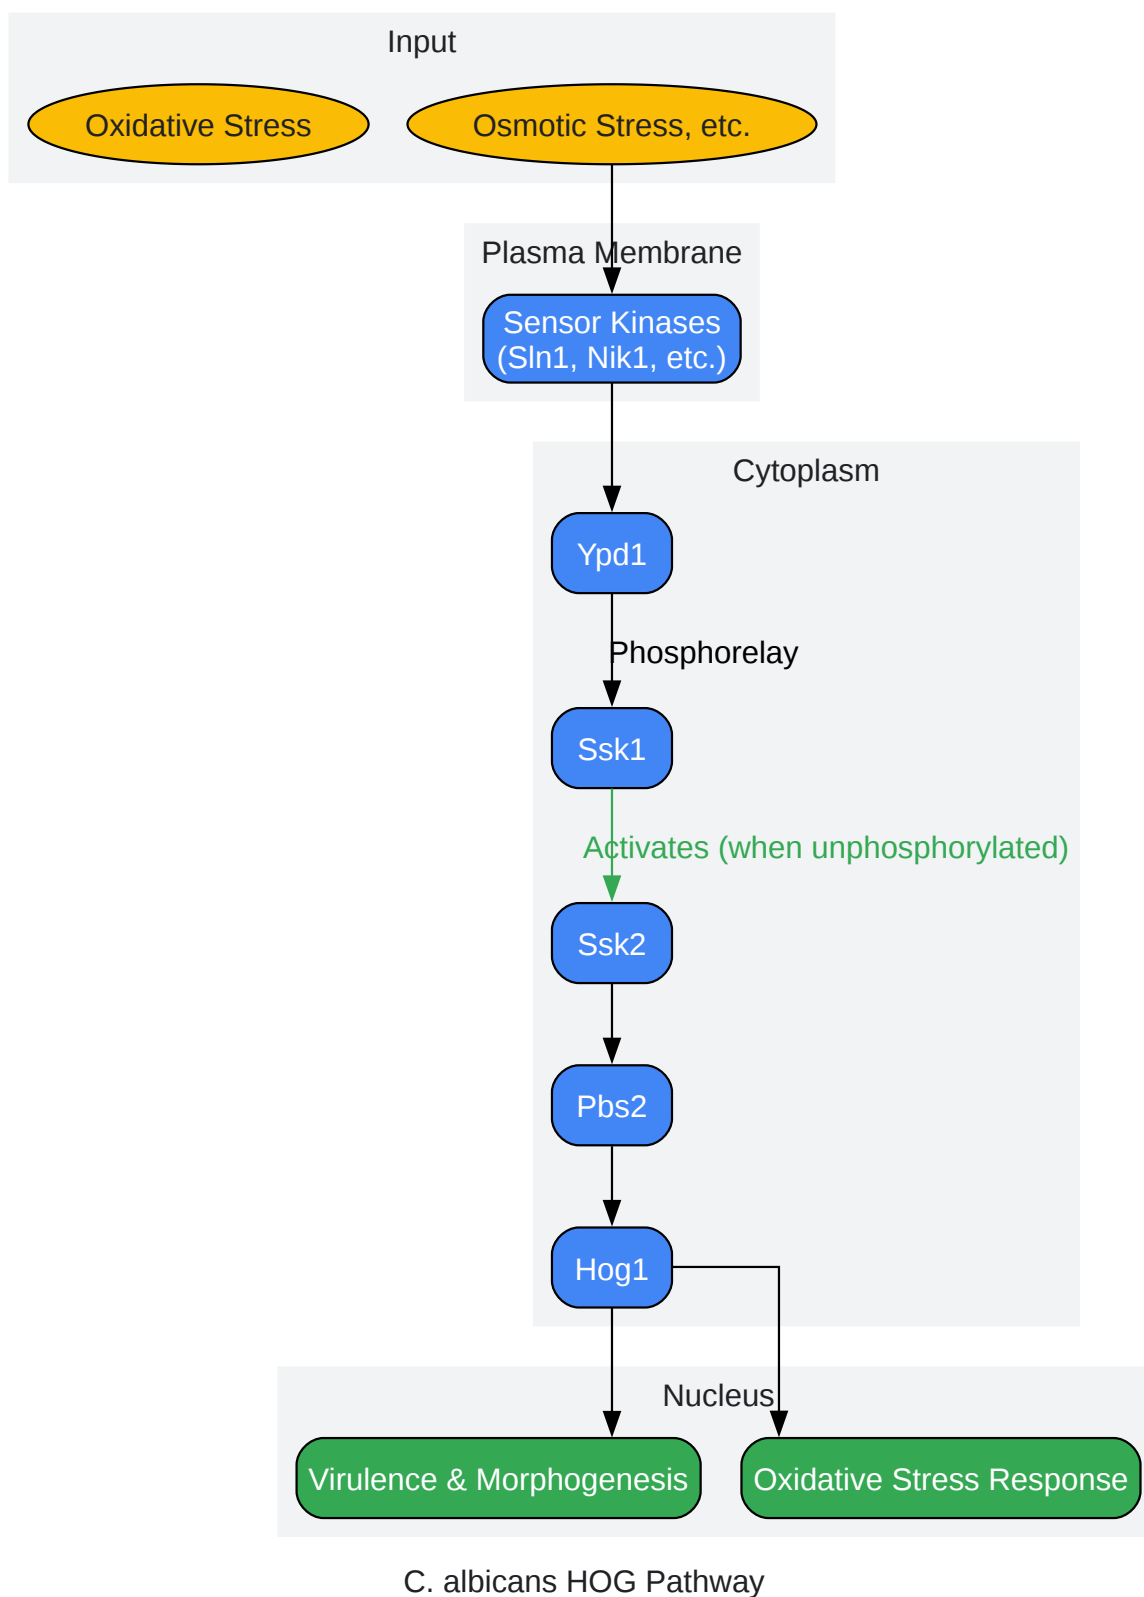 Input
Oxidative Stress
Osmotic Stress, etc.
Plasma Membrane
Sensor Kinases
(Sln1, Nik1, etc.)
Cytoplasm
Ypd1
Phosphorelay
Ssk1
Activates (when unphosphorylated)
Ssk2
Pbs2
Hog1
Nucleus
Virulence & Morphogenesis
Oxidative Stress Response
C. albicans HOG Pathway